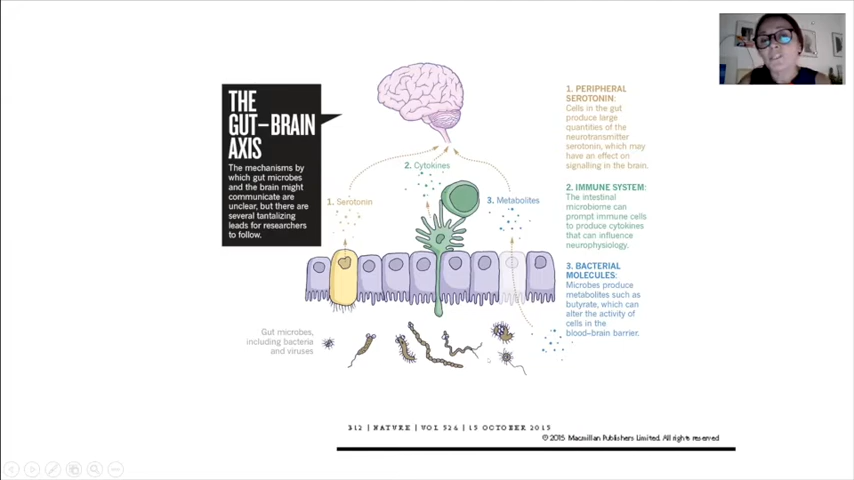 THE
GUT–BRAIN
AXIS
The mechanisms by
which gut microbes
and the brain might
communicate are
unclear, but there are
several tantalizing
leads for researchers
to follow.
1. Serotonin
2. Cytokines
3. Metabolites
Gut microbes,
including bacteria
and viruses
1. PERIPHERAL
SEROTONIN:
Cells in the gut
produce large
quantities of the
neurotransmitter
serotonin, which may
have an effect on
signalling in the brain.
2. IMMUNE SYSTEM:
The intestinal
microbiome can
prompt immune cells
to produce cytokines
that can influence
neurophysiology.
3. BACTERIAL
MOLECULES:
Microbes produce
metabolites such as
butyrate, which can
alter the activity of
cells in the
blood–brain barrier.
312 | NATURE | VOL 526 | 15 OCTOBER 2015
© 2015 Macmillan Publishers Limited. All rights reserved